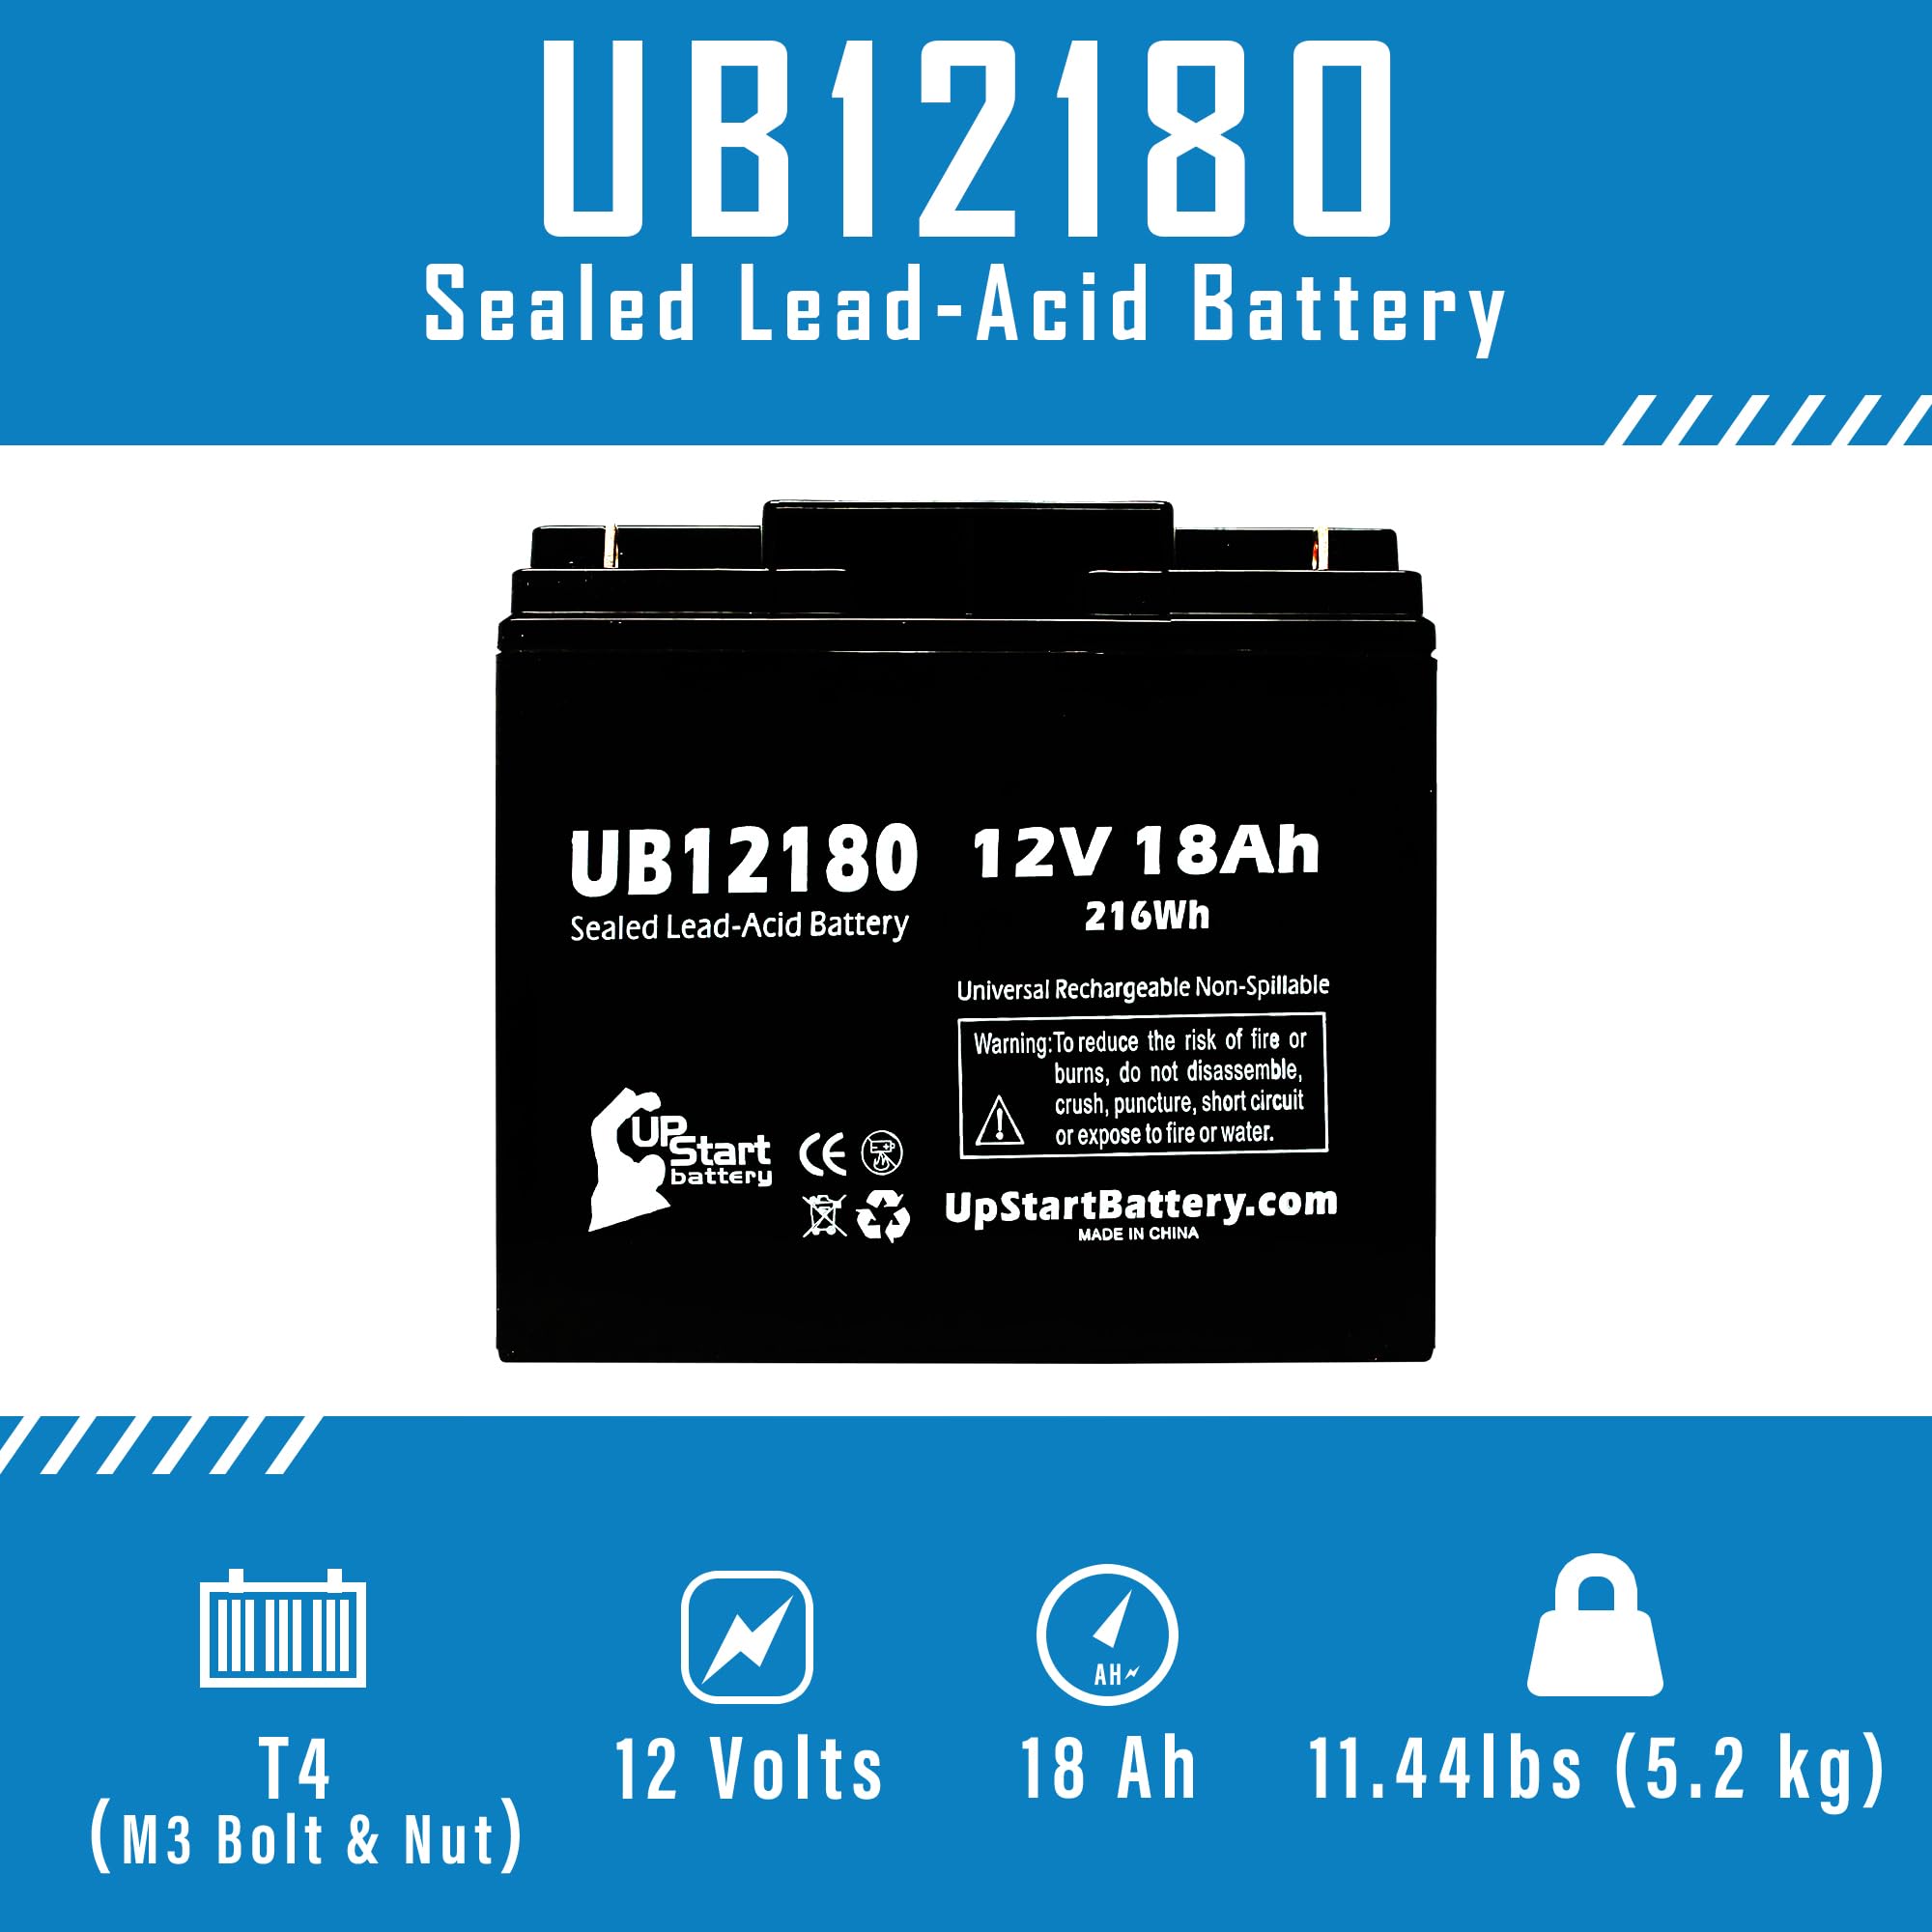 UB12180
Sealed Lead-Acid Battery
UB12180
Sealed Lead-Acid Battery
12V 18Ah
216Wh
Universal Rechargeable Non-Spillable
Warning:To reduce the risk of fire or
burns, do not disassemble,
crush, puncture, short circuit
or expose to fire or water.
UP
Start
battery
CE
UpStartBattery.com
MADE IN CHINA
AH
T4
(M3 Bolt & Nut)
12 Volts
18 Ah
11.44lbs (5.2 kg)